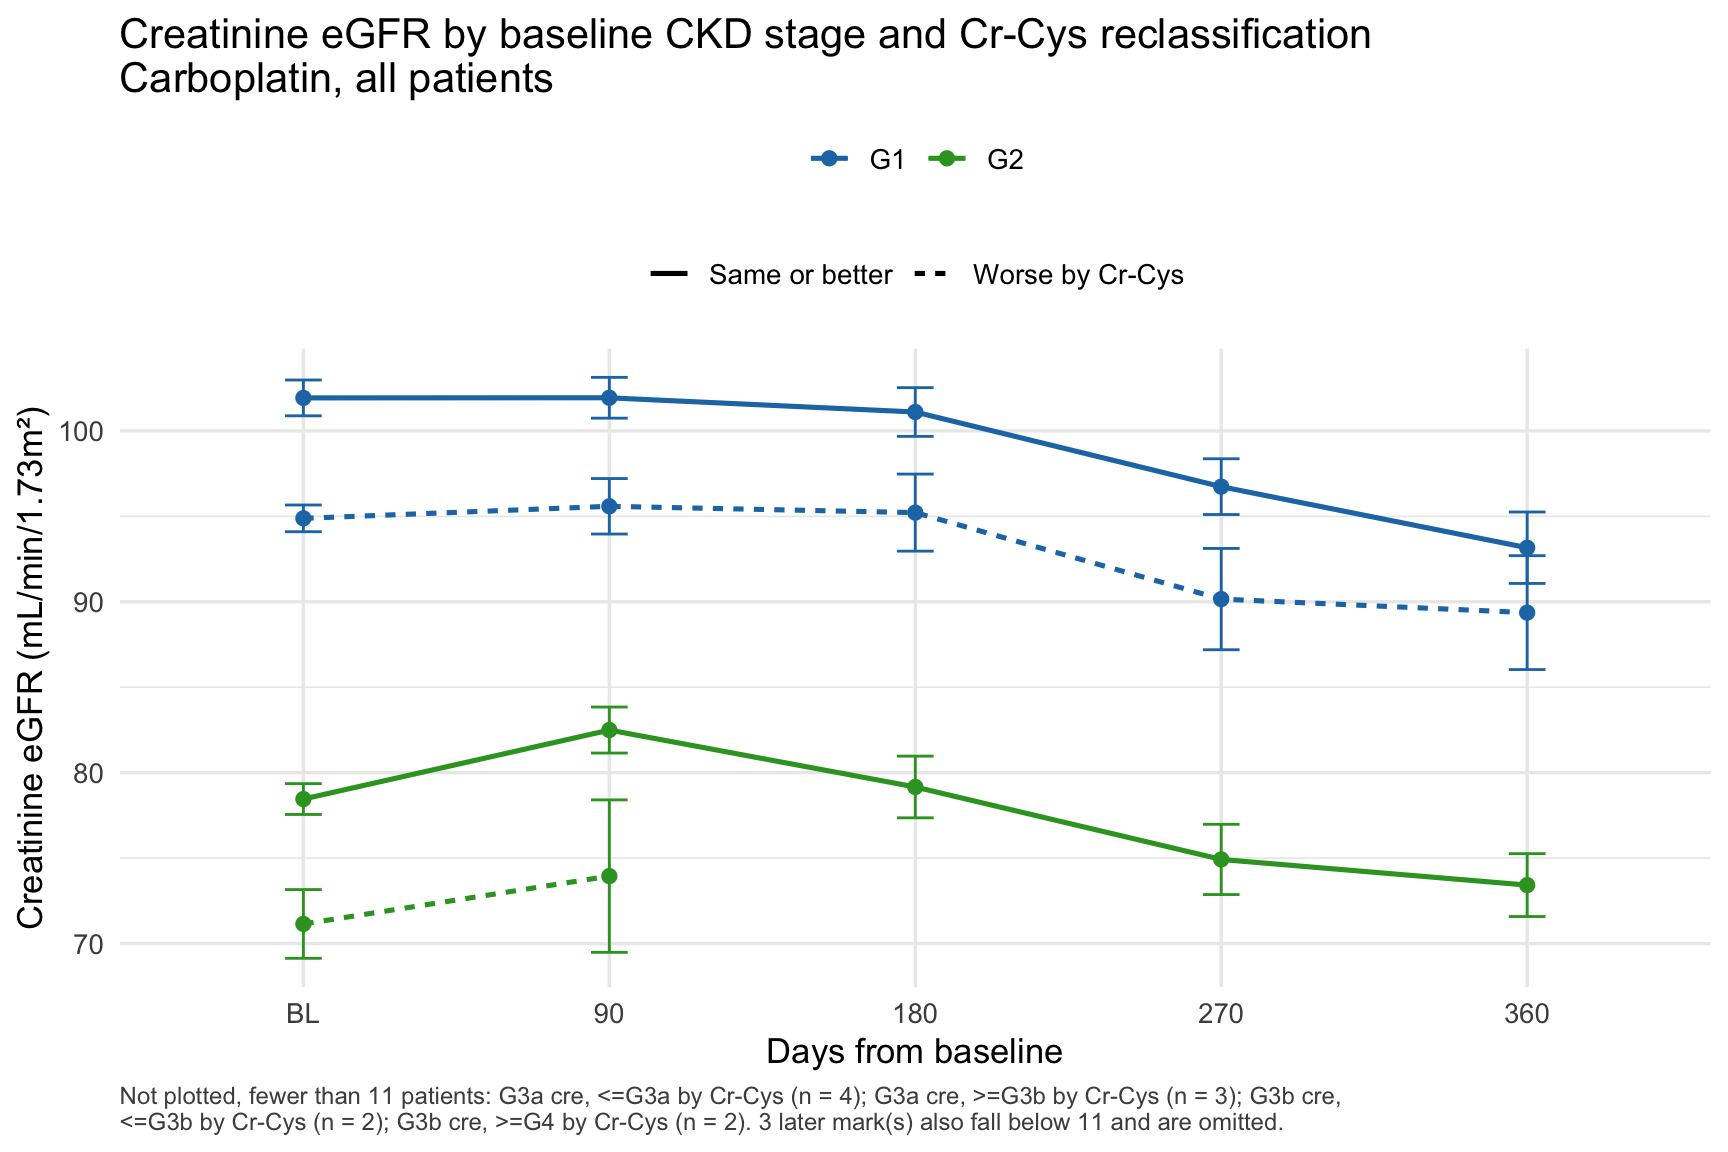 Creatinine eGFR by baseline CKD stage and Cr-Cys reclassification
Carboplatin, all patients
G1 G2
Same or better Worse by Cr-Cys
Creatinine eGFR (mL/min/1.73m²)
100
90
80
70
BL 90 180 270 360
Days from baseline
Not plotted, fewer than 11 patients: G3a cre, <=G3a by Cr-Cys (n = 4); G3a cre, >=G3b by Cr-Cys (n = 3); G3b cre,
<=G3b by Cr-Cys (n = 2); G3b cre, >=G4 by Cr-Cys (n = 2). 3 later mark(s) also fall below 11 and are omitted.